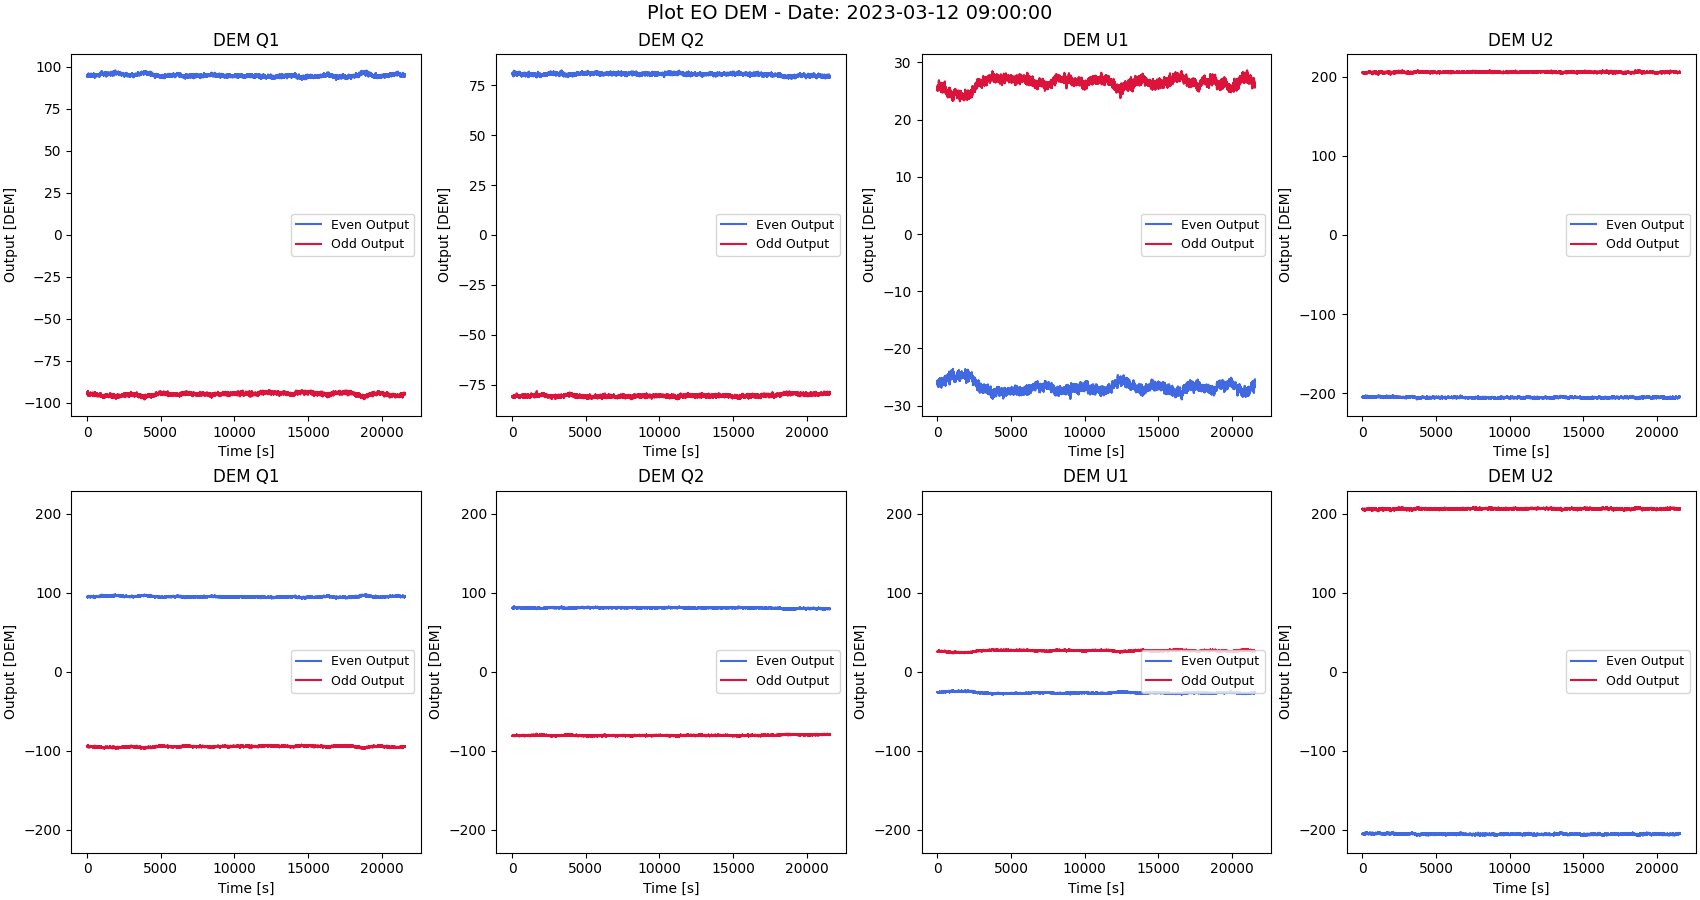 Plot EO DEM - Date: 2023-03-12 09:00:00
DEM Q1
Output [DEM]
100
75
50
25
0
−25
−50
−75
−100
Even Output
Odd Output
0 5000 10000 15000 20000
Time [s]
DEM Q2
Output [DEM]
75
50
25
0
−25
−50
−75
Even Output
Odd Output
0 5000 10000 15000 20000
Time [s]
DEM U1
Output [DEM]
30
20
10
0
−10
−20
−30
Even Output
Odd Output
0 5000 10000 15000 20000
Time [s]
DEM U2
Output [DEM]
200
100
0
−100
−200
Even Output
Odd Output
0 5000 10000 15000 20000
Time [s]
DEM Q1
Output [DEM]
200
100
0
−100
−200
Even Output
Odd Output
0 5000 10000 15000 20000
Time [s]
DEM Q2
Output [DEM]
200
100
0
−100
−200
Even Output
Odd Output
0 5000 10000 15000 20000
Time [s]
DEM U1
Output [DEM]
200
100
0
−100
−200
Even Output
Odd Output
0 5000 10000 15000 20000
Time [s]
DEM U2
Output [DEM]
200
100
0
−100
−200
Even Output
Odd Output
0 5000 10000 15000 20000
Time [s]